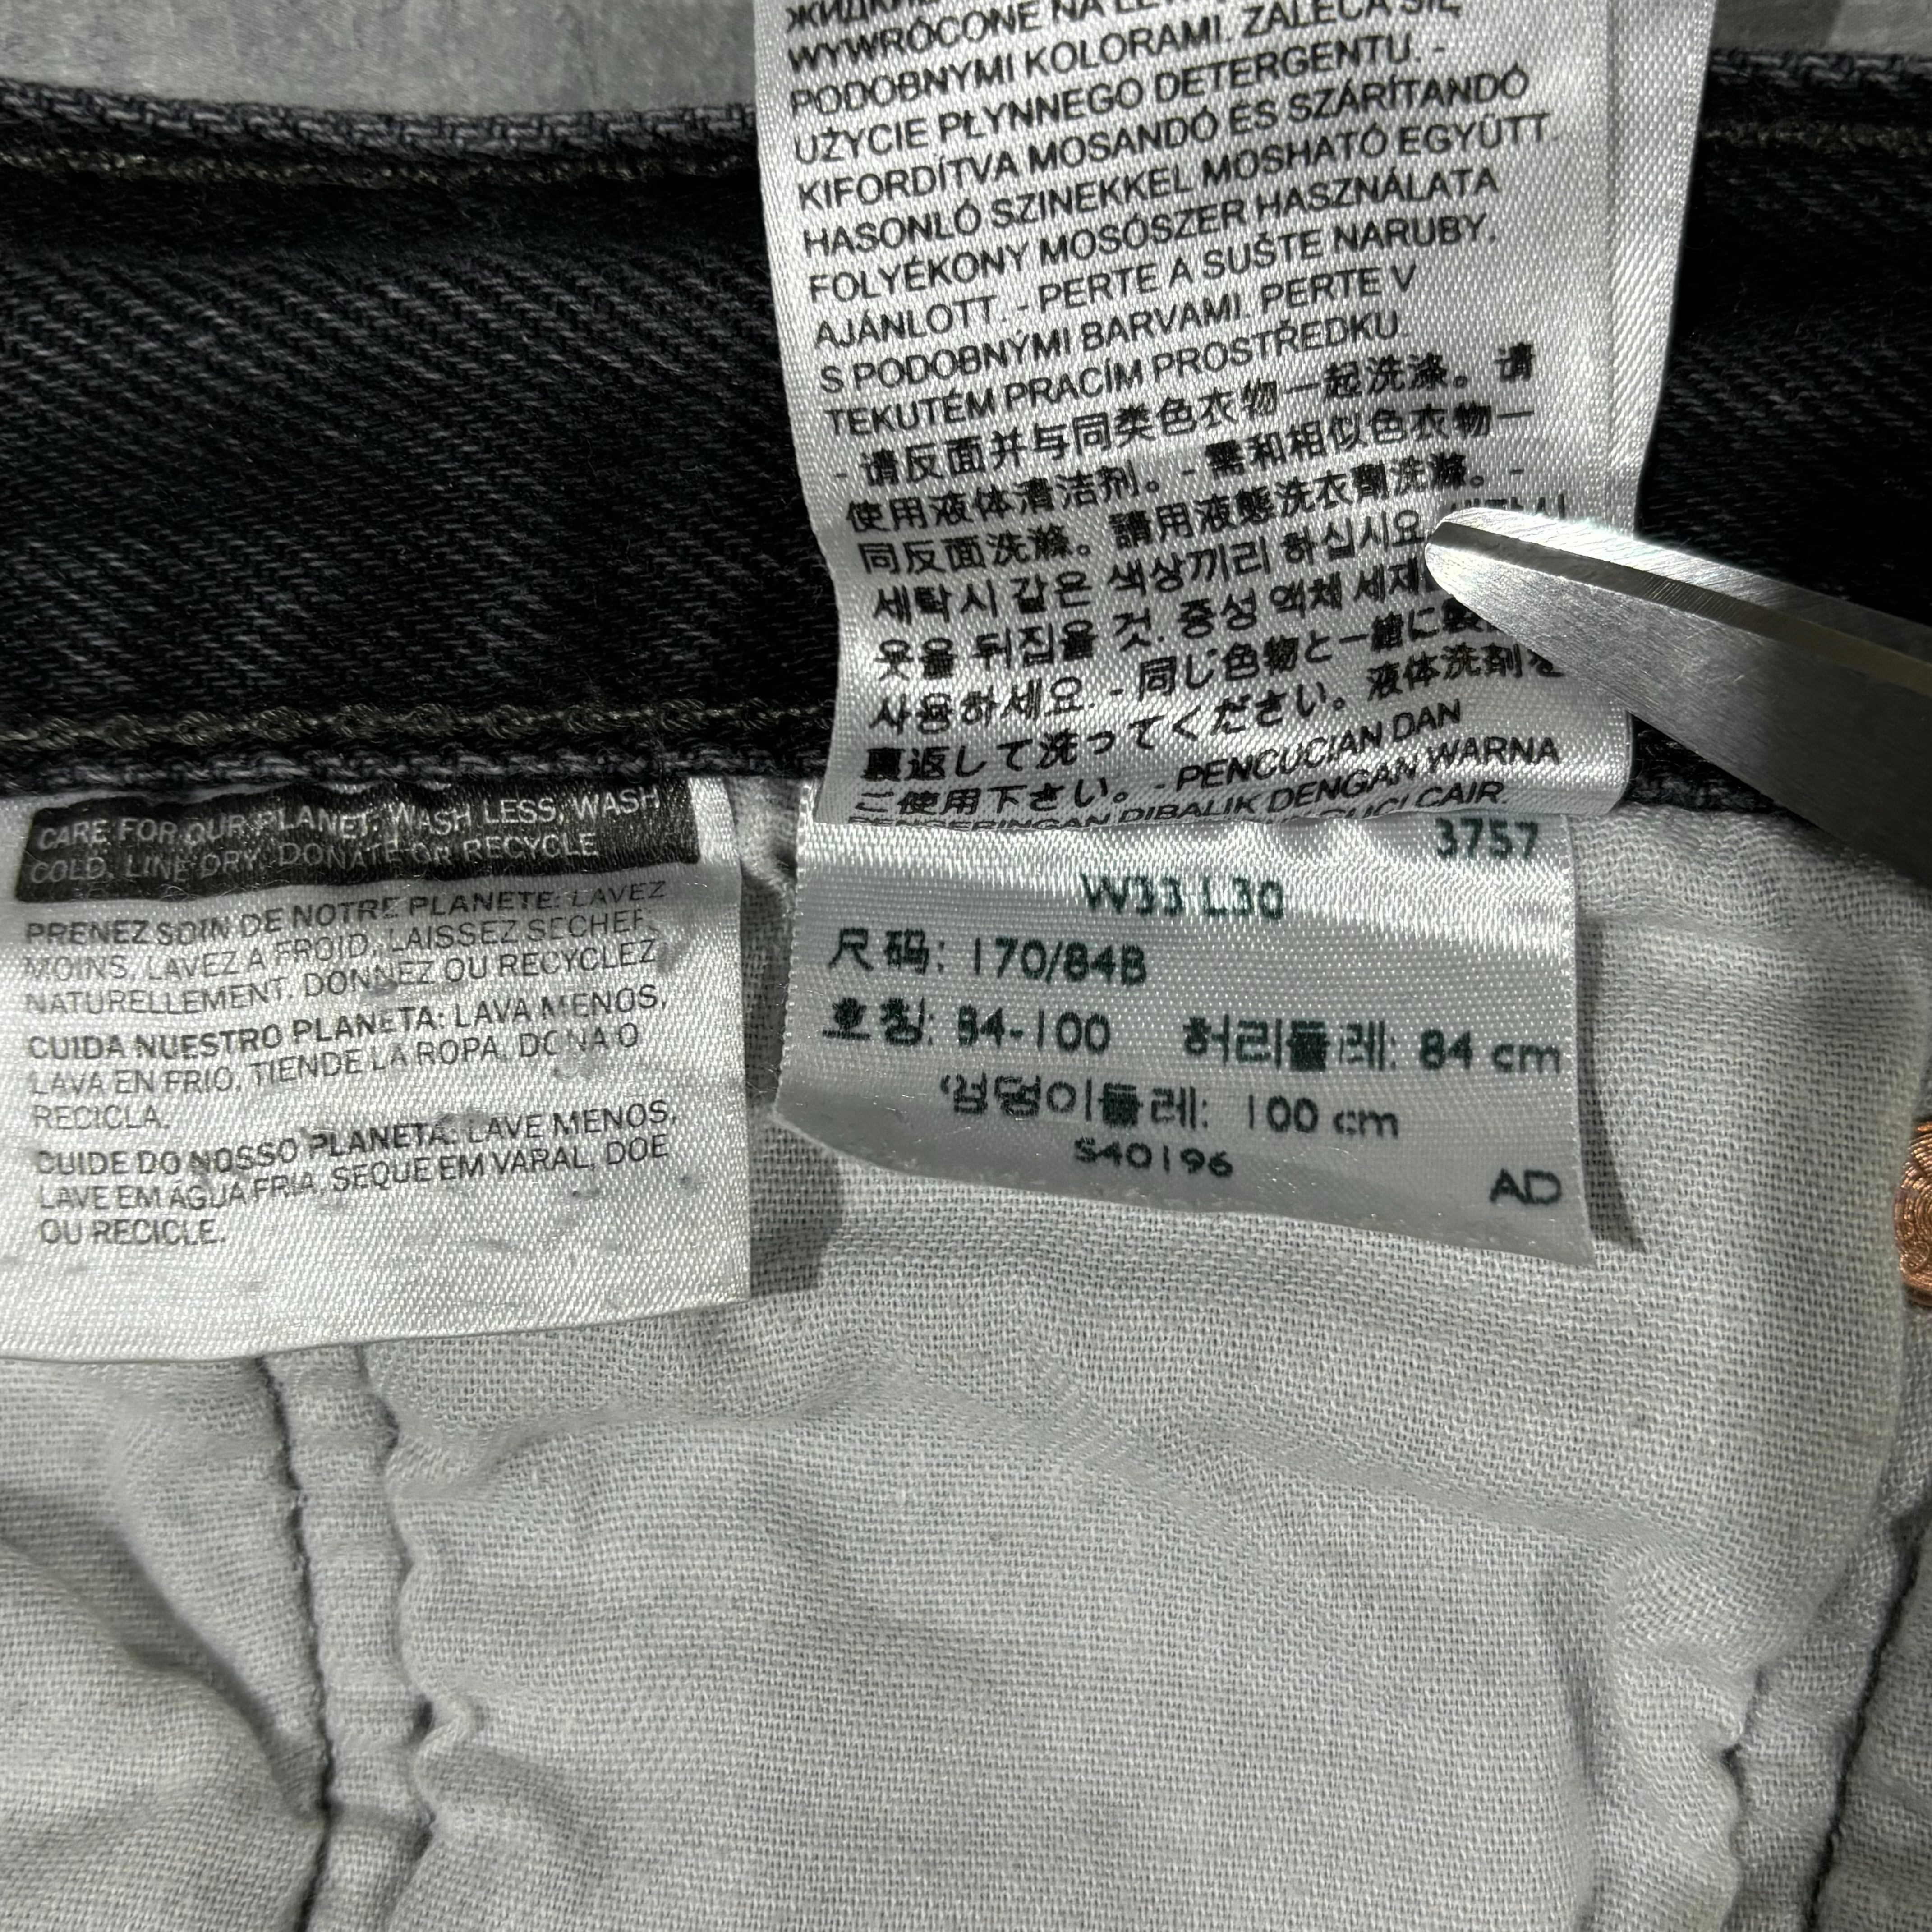 WYWRÓCONE NA
PODOBNYMI KOLORAMI. ZALECA SIĘ
UŻYCIE PŁYNNEGO DETERGENTU. -
KIFORDÍTVA MOSANDÓ ÉS SZÁRÍTANDÓ
HASONLÓ SZINEKKEL MOSHATÓ EGYÜTT.
FOLYÉKONY MOSÓSZER HASZNÁLATA
AJÁNLOTT. - PERTE A SUŠTE NARUBY.
S PODOBNÝMI BARVAMI. PERTE V
TEKUTÉM PRACÍM PROSTŘEDKU.
- 请反面并与同类色衣物一起洗涤。请
使用液体清洁剂。- 需和相似色衣物一
同反面洗滌。請用液態洗衣劑洗滌。-
세탁시 같은 색상끼리 하십시요.
옷을 뒤집을 것. 중성 액체 세제
사용하세요. - 同じ色物と一緒に
裏返して洗ってください。液体洗剤を
ご使用下さい。- PENCUCIAN DAN
PENGERINGAN DIBALIK DENGAN WARNA
CUCI CAIR.
CARE FOR OUR PLANET: WASH LESS, WASH
COLD, LINE DRY, DONATE OR RECYCLE
PRENEZ SOIN DE NOTRE PLANETE: LAVEZ
MOINS, LAVEZ A FROID, LAISSEZ SECHER
NATURELLEMENT, DONNEZ OU RECYCLEZ
CUIDA NUESTRO PLANETA: LAVA MENOS,
LAVA EN FRIO, TIENDE LA ROPA, DONA O
RECICLA.
CUIDE DO NOSSO PLANETA: LAVE MENOS,
LAVE EM ÁGUA FRIA, SEQUE EM VARAL, DOE
OU RECICLE.
3757
W33 L30
尺码: 170/84B
호칭: 84-100 허리둘레: 84 cm
엉덩이둘레: 100 cm
S40196
AD